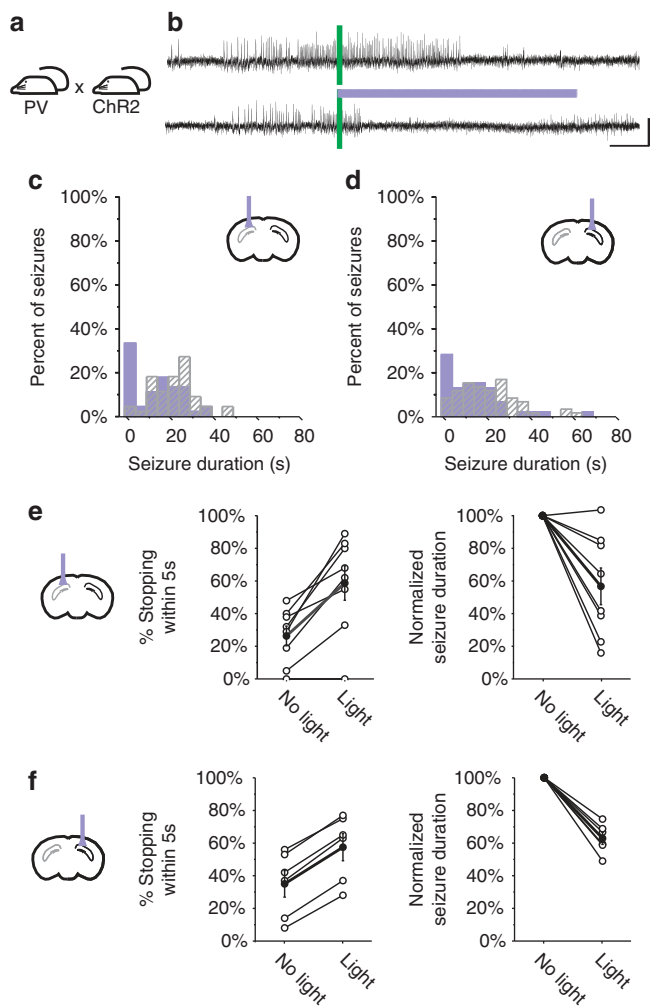 a
b
PV x ChR2
c
d
100%
80%
60%
40%
20%
0%
Percent of seizures
0 20 40 60 80
Seizure duration (s)
100%
80%
60%
40%
20%
0%
Percent of seizures
0 20 40 60 80
Seizure duration (s)
e
% Stopping
within 5s
100%
80%
60%
40%
20%
0%
No light
Light
Normalized
seizure duration
100%
80%
60%
40%
20%
0%
No light
Light
f
% Stopping
within 5s
100%
80%
60%
40%
20%
0%
No light
Light
Normalized
seizure duration
100%
80%
60%
40%
20%
0%
No light
Light